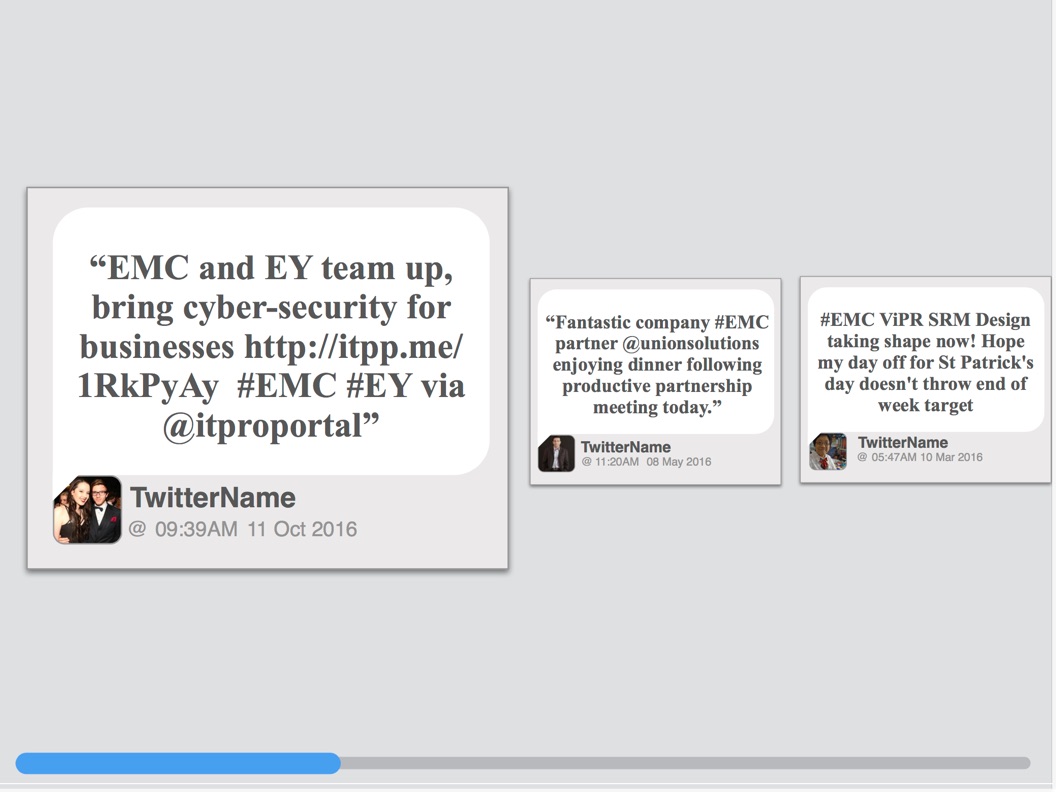 “EMC and EY team up,
bring cyber-security for
businesses http://itpp.me/
1RkPyAy #EMC #EY via
@itproportal”
TwitterName
@ 09:39AM 11 Oct 2016
“Fantastic company #EMC
partner @unionsolutions
enjoying dinner following
productive partnership
meeting today.”
TwitterName
@ 11:20AM 08 May 2016
#EMC ViPR SRM Design
taking shape now! Hope
my day off for St Patrick's
day doesn't throw end of
week target
TwitterName
@ 05:47AM 10 Mar 2016